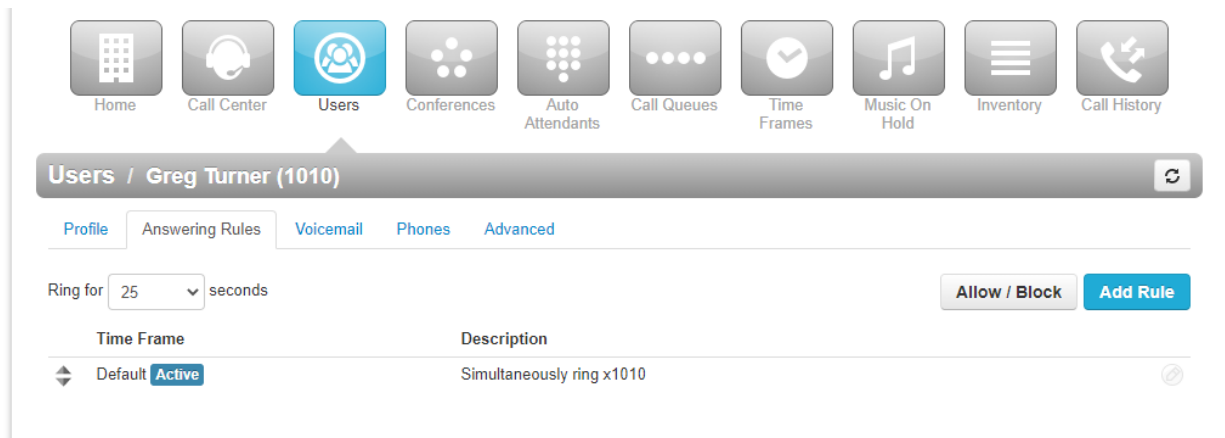 Home Call Center Users Conferences Auto Attendants Call Queues Time Frames Music On Hold Inventory Call History
Users / Greg Turner (1010)
Profile Answering Rules Voicemail Phones Advanced
Ring for 25 seconds Allow / Block Add Rule
Time Frame Description
Default Active Simultaneously ring x1010